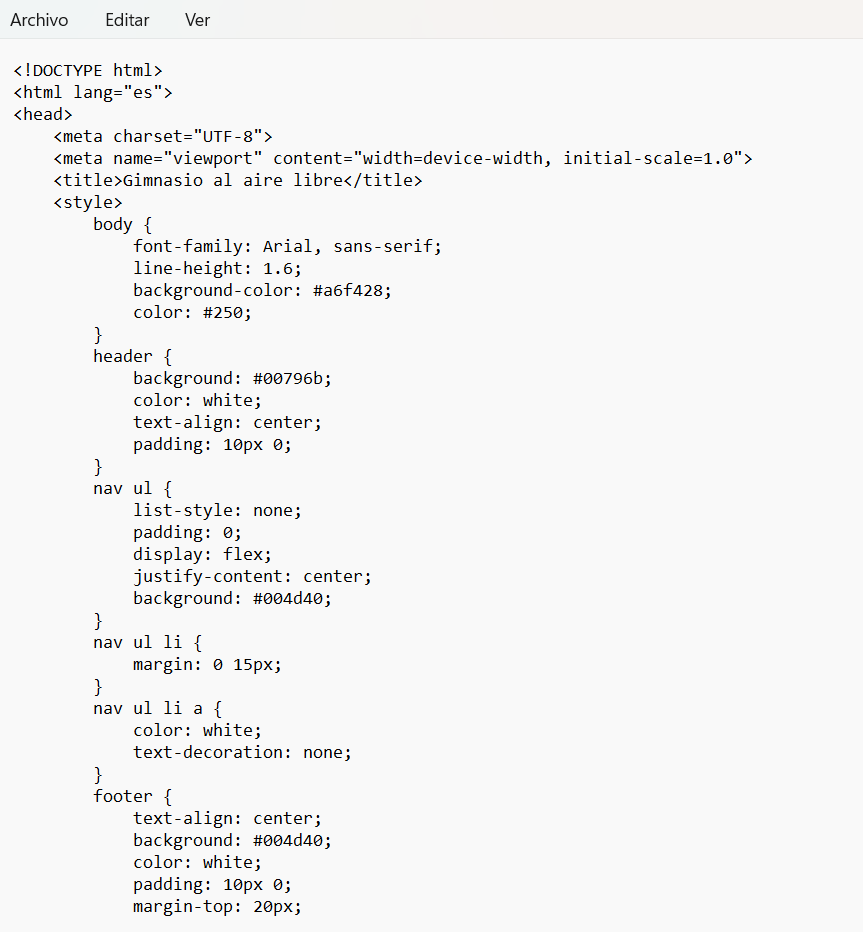 Archivo Editar Ver
<!DOCTYPE html>
<html lang="es">
<head>
    <meta charset="UTF-8">
    <meta name="viewport" content="width=device-width, initial-scale=1.0">
    <title>Gimnasio al aire libre</title>
    <style>
        body {
            font-family: Arial, sans-serif;
            line-height: 1.6;
            background-color: #a6f428;
            color: #250;
        }
        header {
            background: #00796b;
            color: white;
            text-align: center;
            padding: 10px 0;
        }
        nav ul {
            list-style: none;
            padding: 0;
            display: flex;
            justify-content: center;
            background: #004d40;
        }
        nav ul li {
            margin: 0 15px;
        }
        nav ul li a {
            color: white;
            text-decoration: none;
        }
        footer {
            text-align: center;
            background: #004d40;
            color: white;
            padding: 10px 0;
            margin-top: 20px;